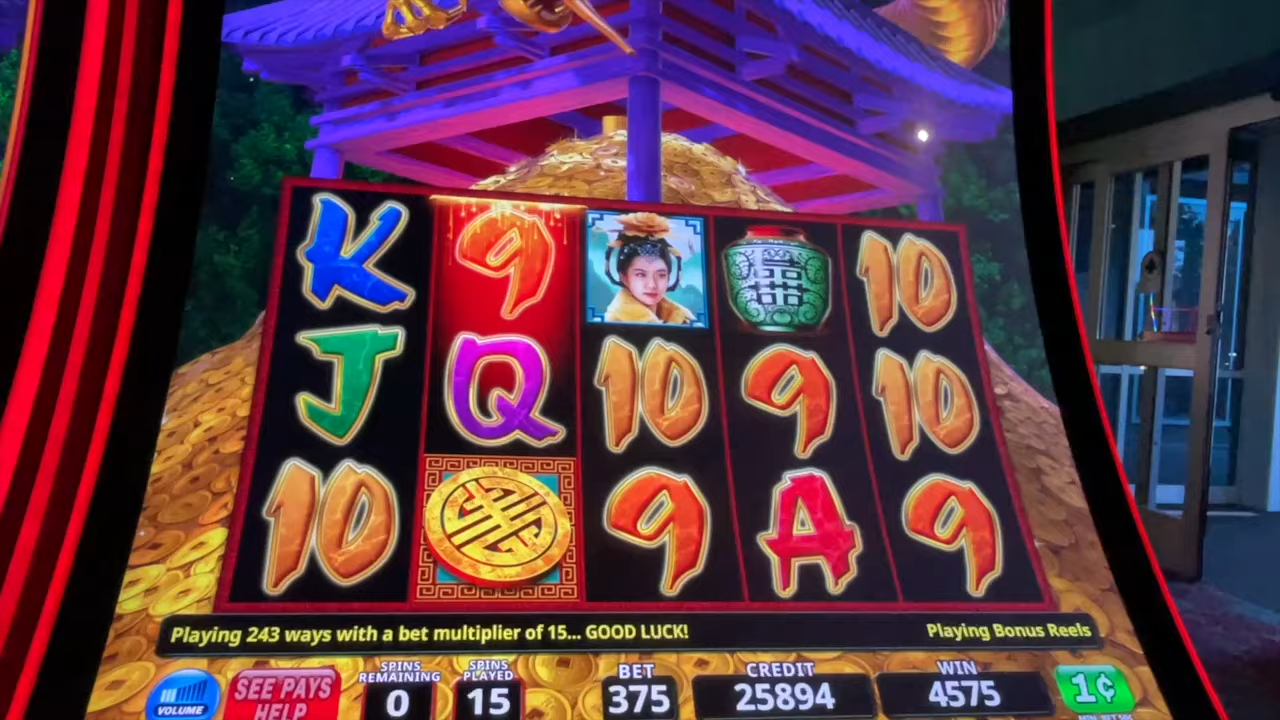 K 9 10
J Q 10 9 10
10 9 A 9
Playing 243 ways with a bet multiplier of 15... GOOD LUCK!
Playing Bonus Reels
SPINS REMAINING
0
SPINS PLAYED
15
BET
375
CREDIT
25894
WIN
4575
1¢
VOLUME
SEE PAYS
HELP